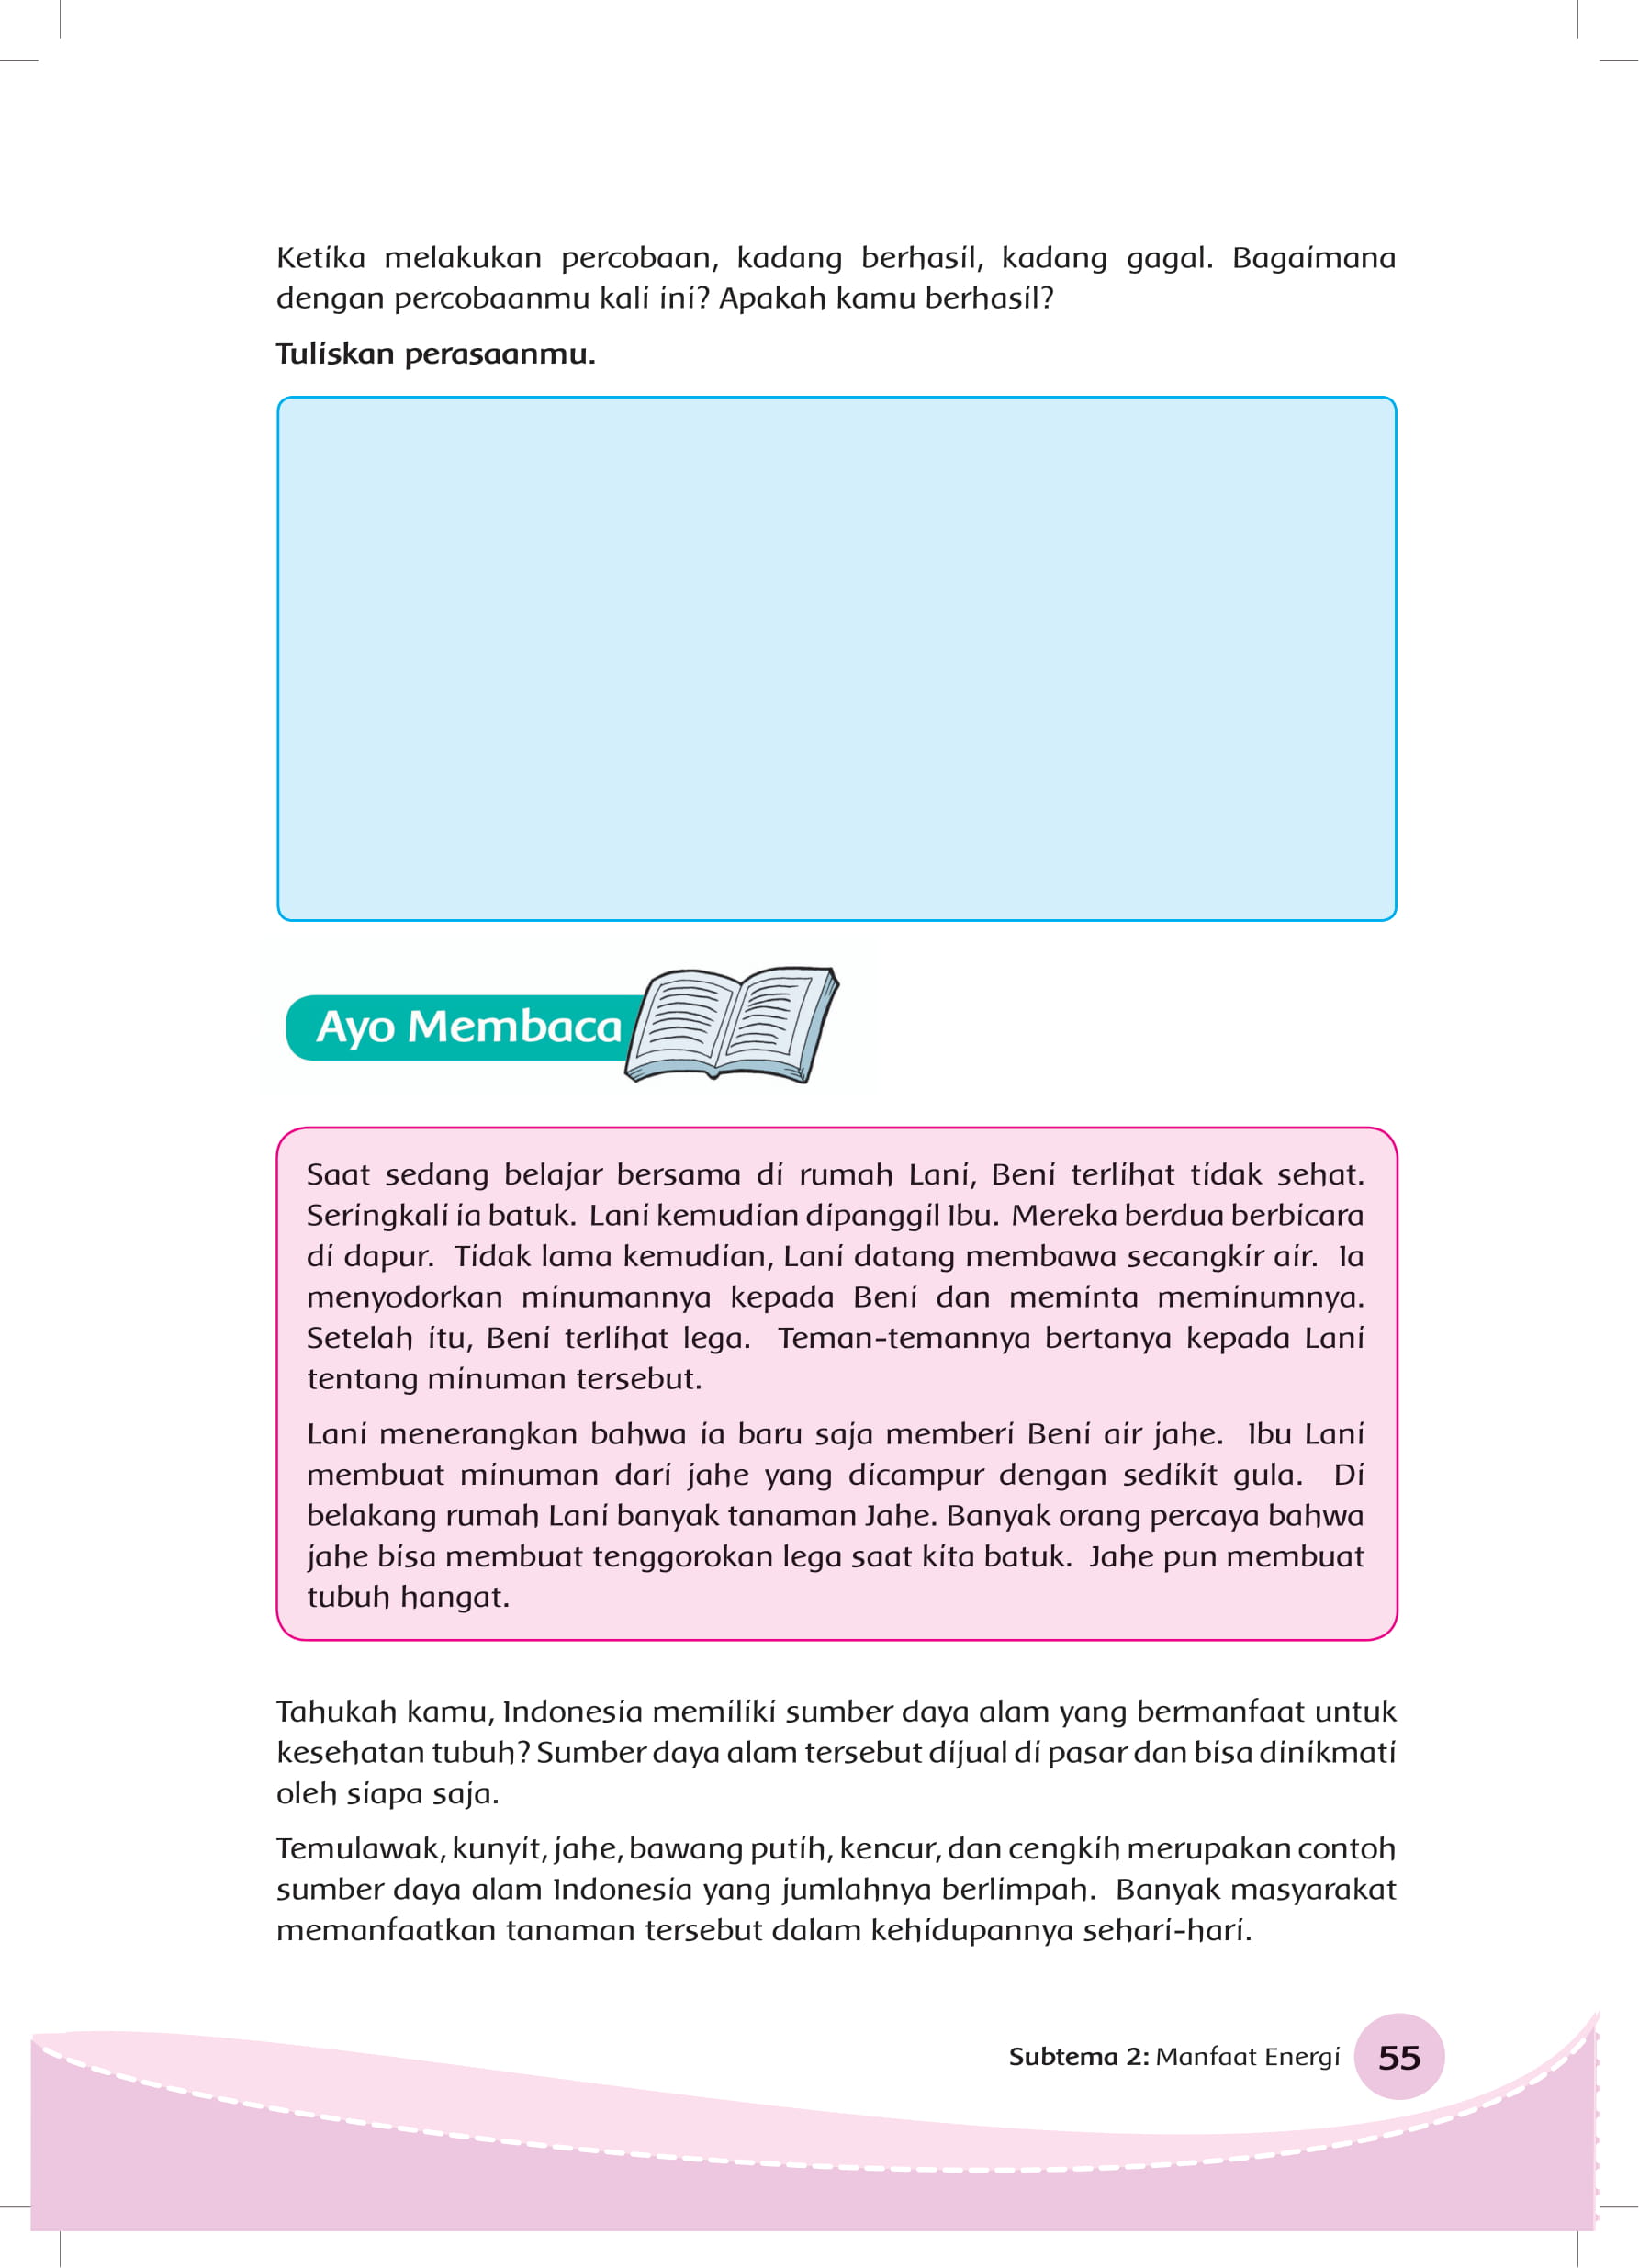 Ketika melakukan percobaan, kadang berhasil, kadang gagal. Bagaimana
dengan percobaanmu kali ini? Apakah kamu berhasil?
Tuliskan perasaanmu.
Ayo Membaca
Saat sedang belajar bersama di rumah Lani, Beni terlihat tidak sehat.
Seringkali ia batuk. Lani kemudian dipanggil Ibu. Mereka berdua berbicara
di dapur. Tidak lama kemudian, Lani datang membawa secangkir air. Ia
menyodorkan minumannya kepada Beni dan meminta meminumnya.
Setelah itu, Beni terlihat lega. Teman-temannya bertanya kepada Lani
tentang minuman tersebut.
Lani menerangkan bahwa ia baru saja memberi Beni air jahe. Ibu Lani
membuat minuman dari jahe yang dicampur dengan sedikit gula. Di
belakang rumah Lani banyak tanaman Jahe. Banyak orang percaya bahwa
jahe bisa membuat tenggorokan lega saat kita batuk. Jahe pun membuat
tubuh hangat.
Tahukah kamu, Indonesia memiliki sumber daya alam yang bermanfaat untuk
kesehatan tubuh? Sumber daya alam tersebut dijual di pasar dan bisa dinikmati
oleh siapa saja.
Temulawak, kunyit, jahe, bawang putih, kencur, dan cengkih merupakan contoh
sumber daya alam Indonesia yang jumlahnya berlimpah. Banyak masyarakat
memanfaatkan tanaman tersebut dalam kehidupannya sehari-hari.
Subtema 2: Manfaat Energi 55